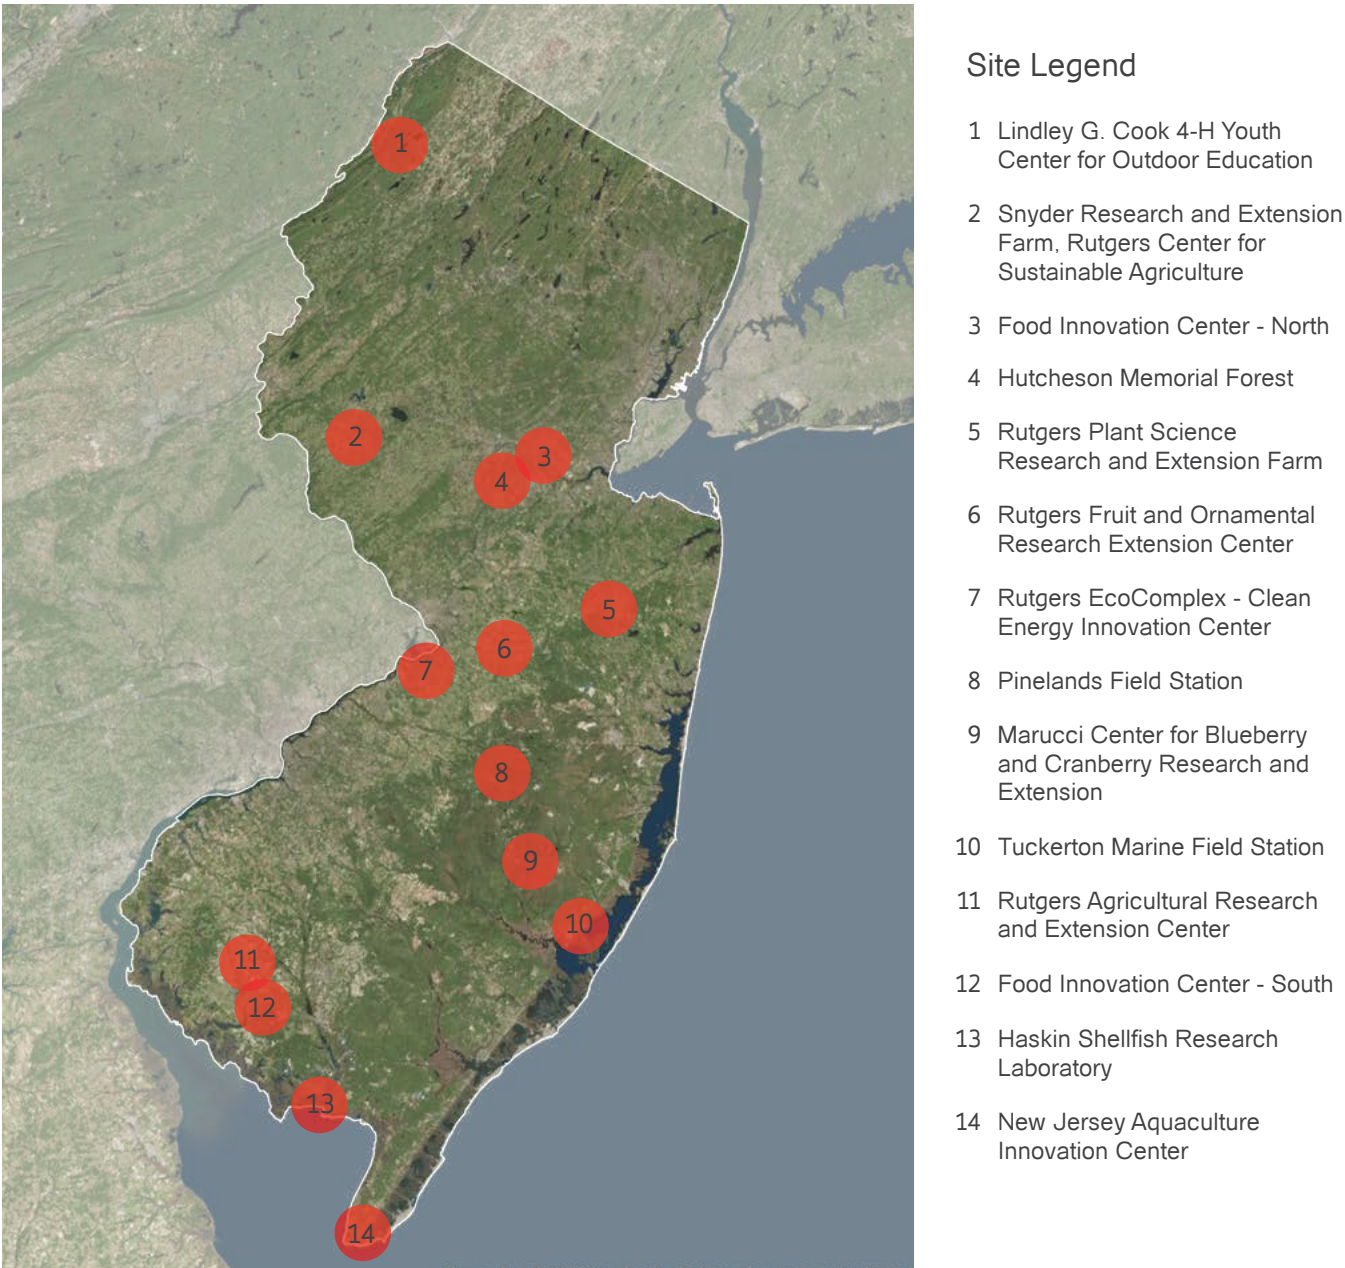 1
2
3
4
5
6
7
8
9
10
11
12
13
14
Site Legend
1 Lindley G. Cook 4-H Youth
Center for Outdoor Education
2 Snyder Research and Extension
Farm, Rutgers Center for
Sustainable Agriculture
3 Food Innovation Center - North
4 Hutcheson Memorial Forest
5 Rutgers Plant Science
Research and Extension Farm
6 Rutgers Fruit and Ornamental
Research Extension Center
7 Rutgers EcoComplex - Clean
Energy Innovation Center
8 Pinelands Field Station
9 Marucci Center for Blueberry
and Cranberry Research and
Extension
10 Tuckerton Marine Field Station
11 Rutgers Agricultural Research
and Extension Center
12 Food Innovation Center - South
13 Haskin Shellfish Research
Laboratory
14 New Jersey Aquaculture
Innovation Center